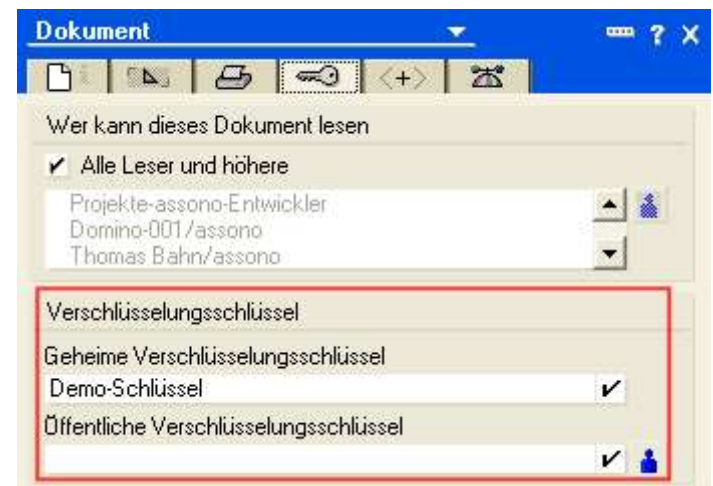 Dokument
? X
<+>
Wer kann dieses Dokument lesen
Alle Leser und höhere
Projekte-assono-Entwickler
Domino-001/assono
Thomas Bahn/assono
Verschlüsselungsschlüssel
Geheime Verschlüsselungsschlüssel
Demo-Schlüssel
Öffentliche Verschlüsselungsschlüssel